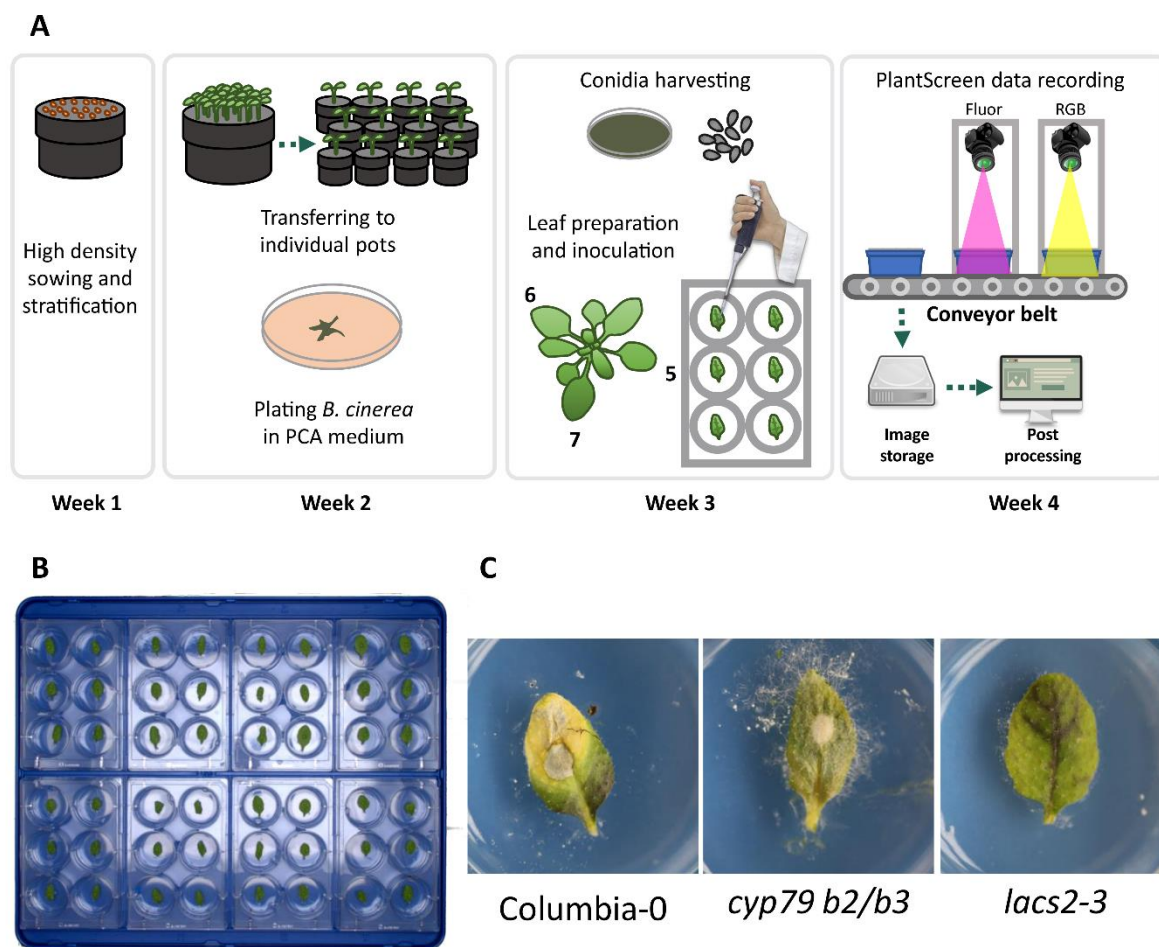 A
High density
sowing and
stratification
Week 1
Transferring to
individual pots
Plating B. cinerea
in PCA medium
Week 2
Conidia harvesting
Leaf preparation
and inoculation
6
5
7
Week 3
PlantScreen data recording
Fluor
RGB
Conveyor belt
Image
storage
Post
processing
Week 4
B
C
Columbia-0
cyp79 b2/b3
lacs2-3